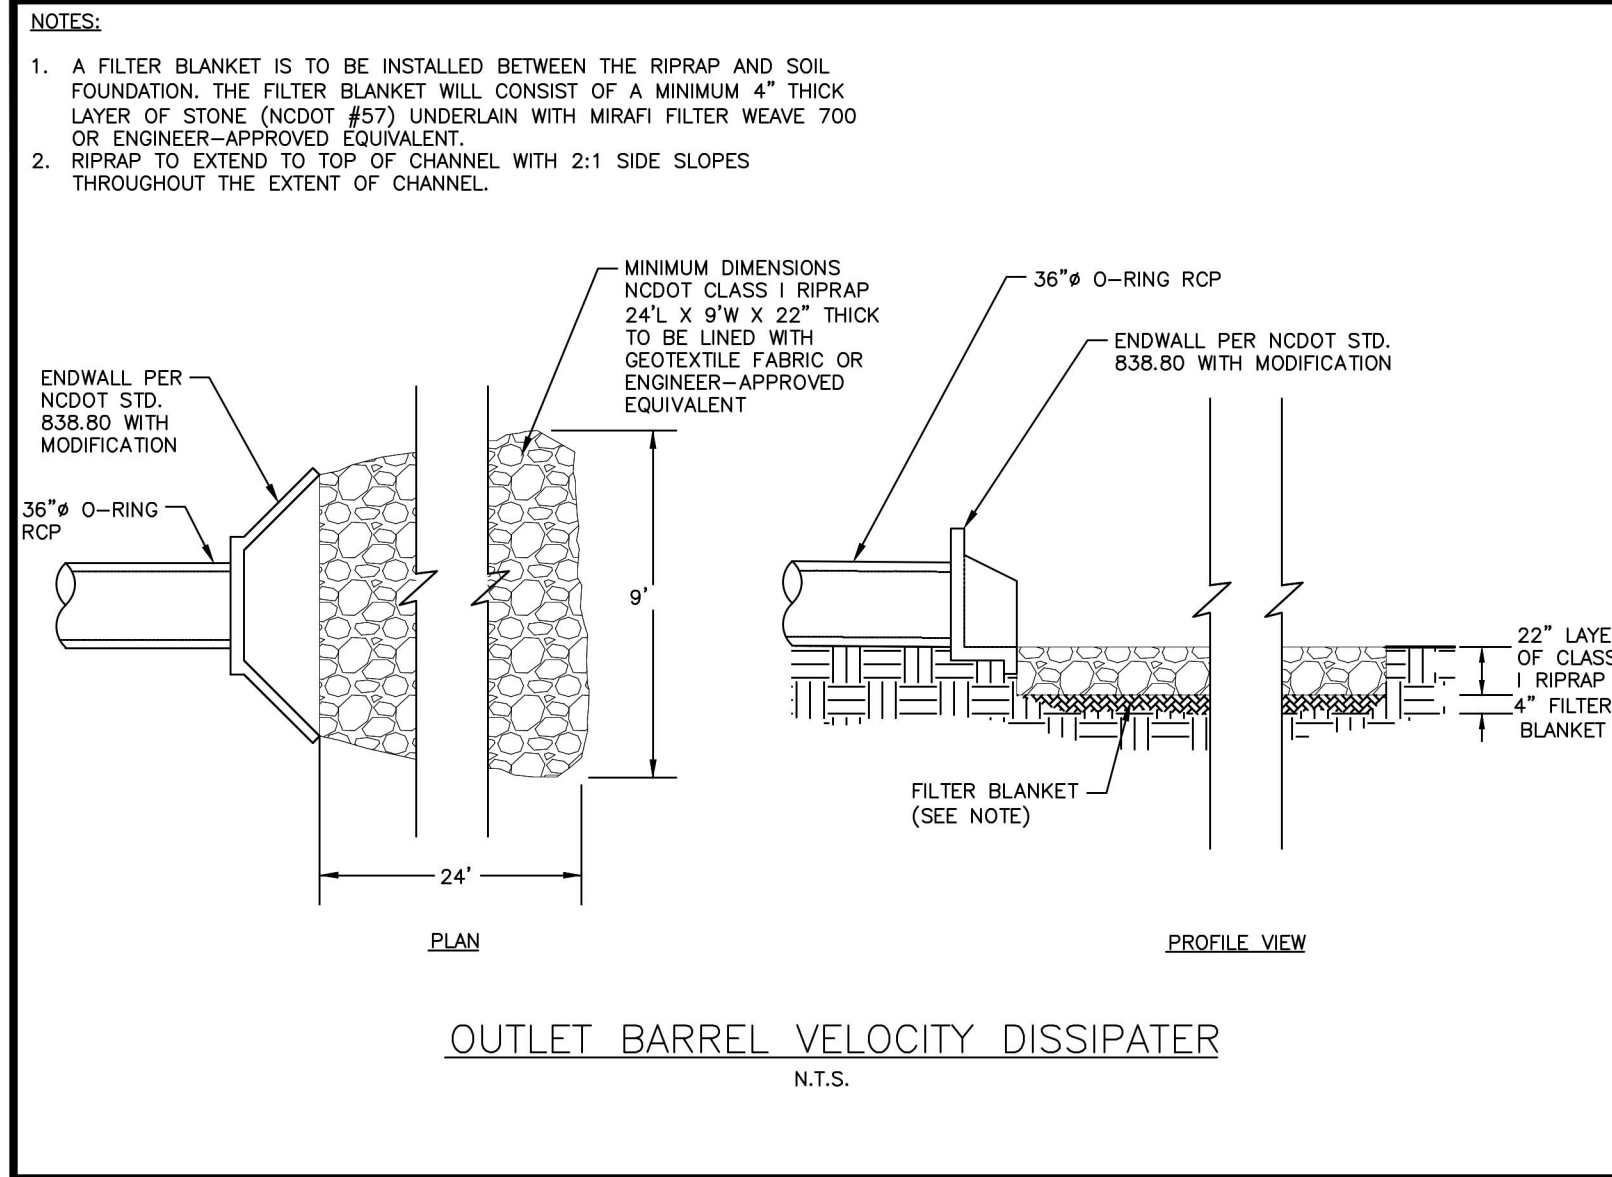 NOTES:
1. A FILTER BLANKET IS TO BE INSTALLED BETWEEN THE RIPRAP AND SOIL
FOUNDATION. THE FILTER BLANKET WILL CONSIST OF A MINIMUM 4" THICK
LAYER OF STONE (NCDOT #57) UNDERLAIN WITH MIRAFI FILTER WEAVE 700
OR ENGINEER-APPROVED EQUIVALENT.
2. RIPRAP TO EXTEND TO TOP OF CHANNEL WITH 2:1 SIDE SLOPES
THROUGHOUT THE EXTENT OF CHANNEL.
MINIMUM DIMENSIONS
NCDOT CLASS I RIPRAP
24'L X 9'W X 22" THICK
TO BE LINED WITH
GEOTEXTILE FABRIC OR
ENGINEER-APPROVED
EQUIVALENT
ENDWALL PER
NCDOT STD.
838.80 WITH
MODIFICATION
36"ø O-RING
RCP
9'
24'
PLAN
36"ø O-RING RCP
ENDWALL PER NCDOT STD.
838.80 WITH MODIFICATION
22" LAYE
OF CLASS
I RIPRAP
4" FILTER
BLANKET
FILTER BLANKET
(SEE NOTE)
PROFILE VIEW
OUTLET BARREL VELOCITY DISSIPATER
N.T.S.